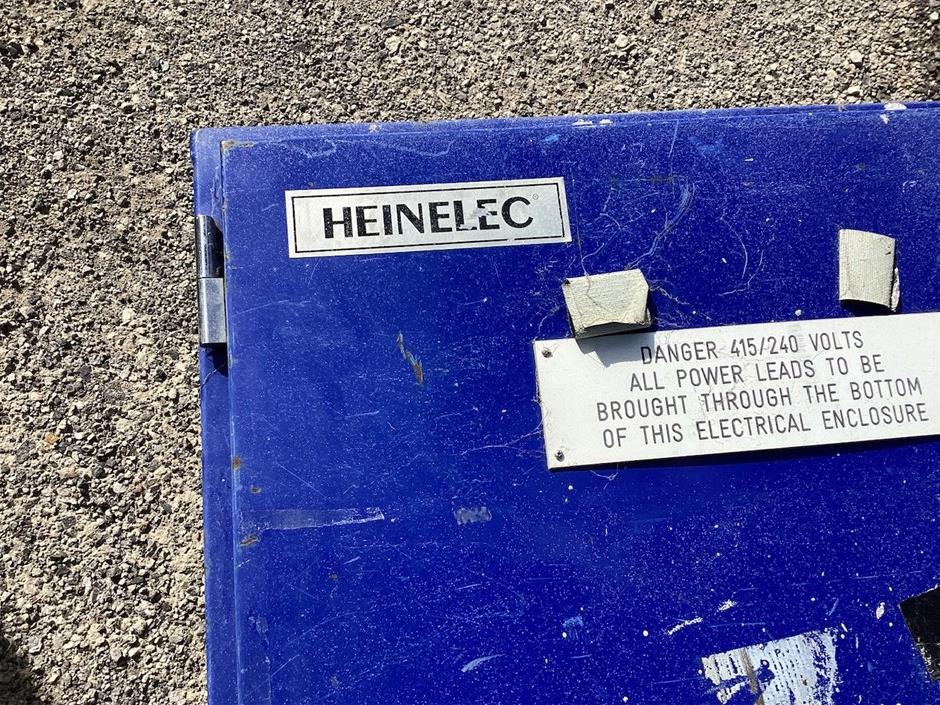 HEINELEC®
DANGER 415/240 VOLTS
ALL POWER LEADS TO BE
BROUGHT THROUGH THE BOTTOM
OF THIS ELECTRICAL ENCLOSURE